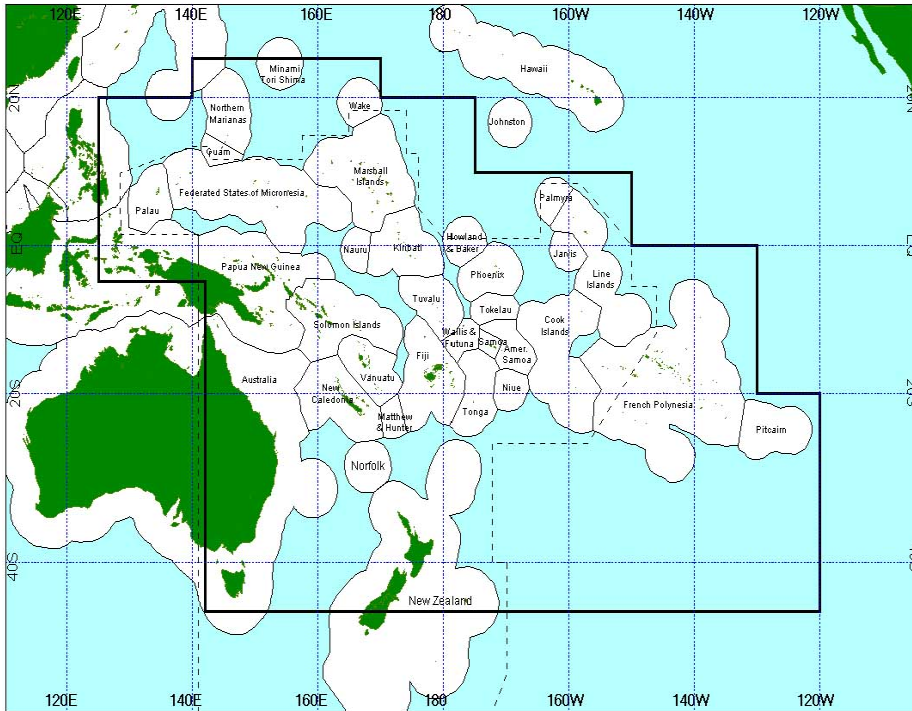 120E 140E 160E 180 160W 140W 120W
Minami
Tori Shima
Hawaii
20N
Wake
Northern
Marianas
Johnston
Guam
Marshall
Islands
Federated States of Micronesia
Palau
Palmyra
EQ
Howland
& Baker
Nauru
Kiribati
Jarvis
Papua New Guinea
Phoenix
Line
Islands
Tuvalu
Tokelau
Solomon Islands
Cook
Islands
Wallis &
Futuna
Samoa
Amer.
Samoa
Fiji
Vanuatu
Australia
New
Caledonia
Niue
20S
French Polynesia
Tonga
Matthew
& Hunter
Pitcairn
Norfolk
40S
New Zealand
120E 140E 160E 180 160W 140W 120W